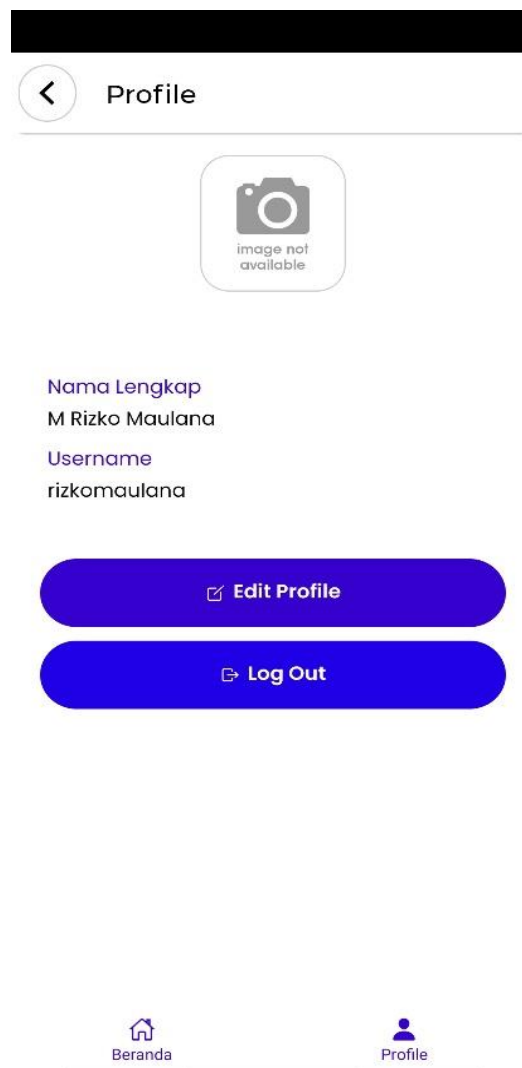 Profile
image not
available
Nama Lengkap
M Rizko Maulana
Username
rizkomaulana
Edit Profile
Log Out
Beranda
Profile